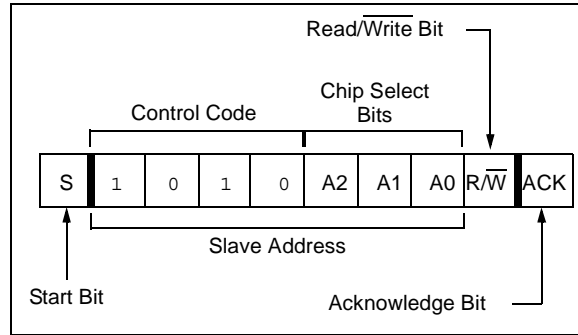 Read/Write Bit
Chip Select
Control Code Bits
S 1 0 1 0 A2 A1 A0 R/W ACK
Slave Address
Start Bit
Acknowledge Bit